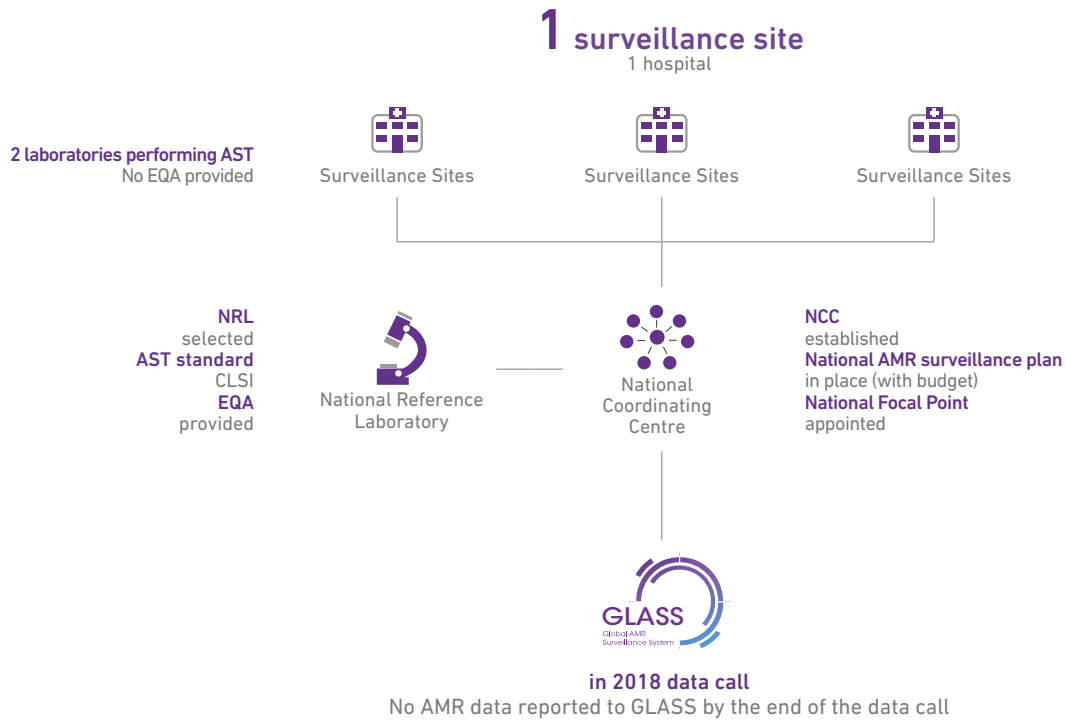 1 surveillance site
1 hospital
2 laboratories performing AST
No EQA provided
Surveillance Sites
Surveillance Sites
Surveillance Sites
NRL
selected
AST standard
CLSI
EQA
provided
National Reference
Laboratory
National
Coordinating
Centre
NCC
established
National AMR surveillance plan
in place (with budget)
National Focal Point
appointed
GLASS
Global AMR
Surveillance System
in 2018 data call
No AMR data reported to GLASS by the end of the data call